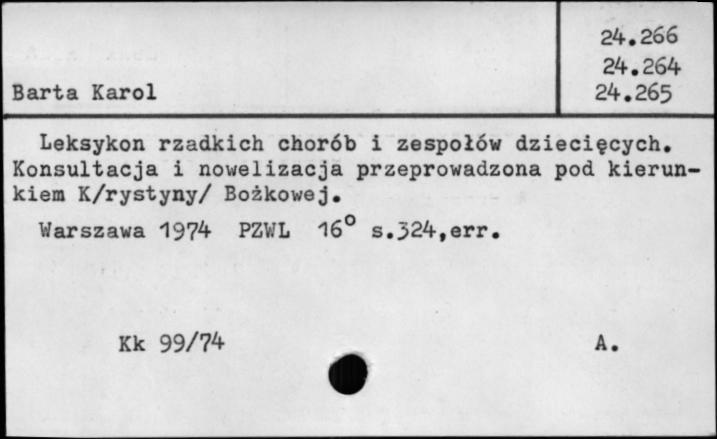 24.266
24.264
Barta Karol 24.265
Leksykon rzadkich chorób i zespołów dziecięcych.
Konsultacja i nowelizacja przeprowadzona pod kierun-
kiem K/rystyny/ Bożkowej.
Warszawa 1974 PZWL 16° s.324,err.
Kk 99/74 A.